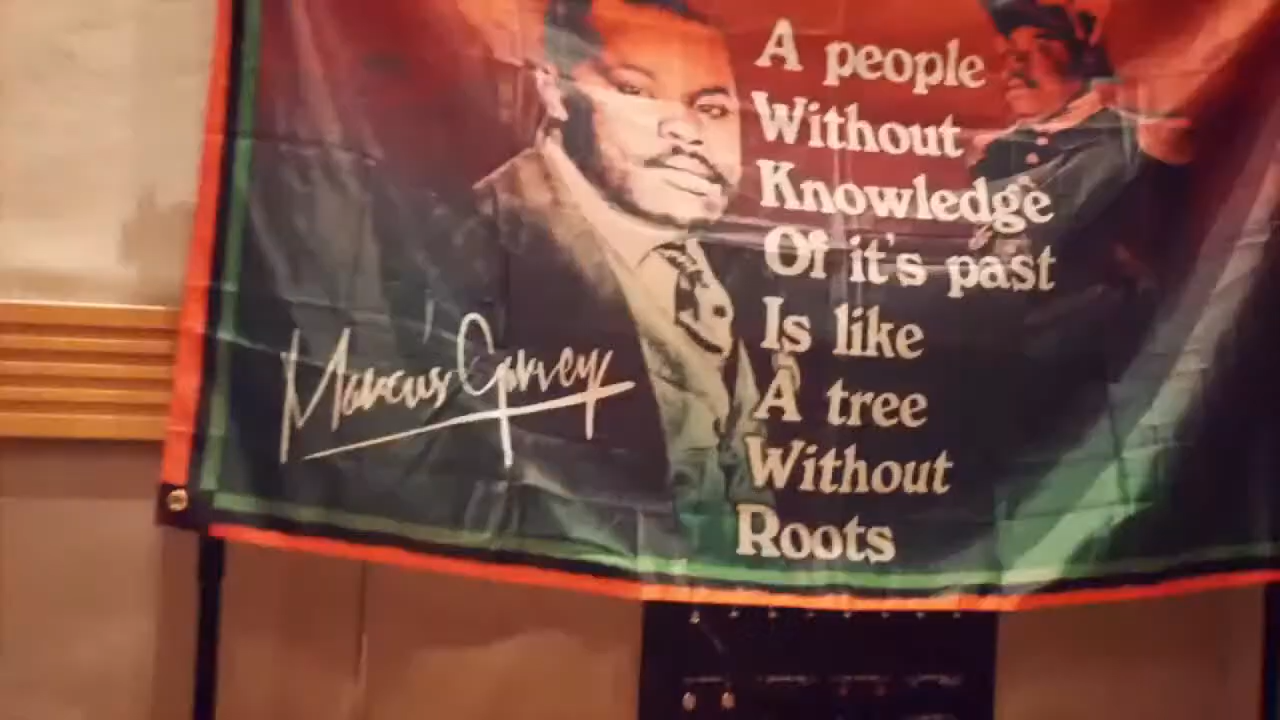 A people
Without
Knowledge
Of it's past
Is like
A tree
Without
Roots
Marcus Garvey